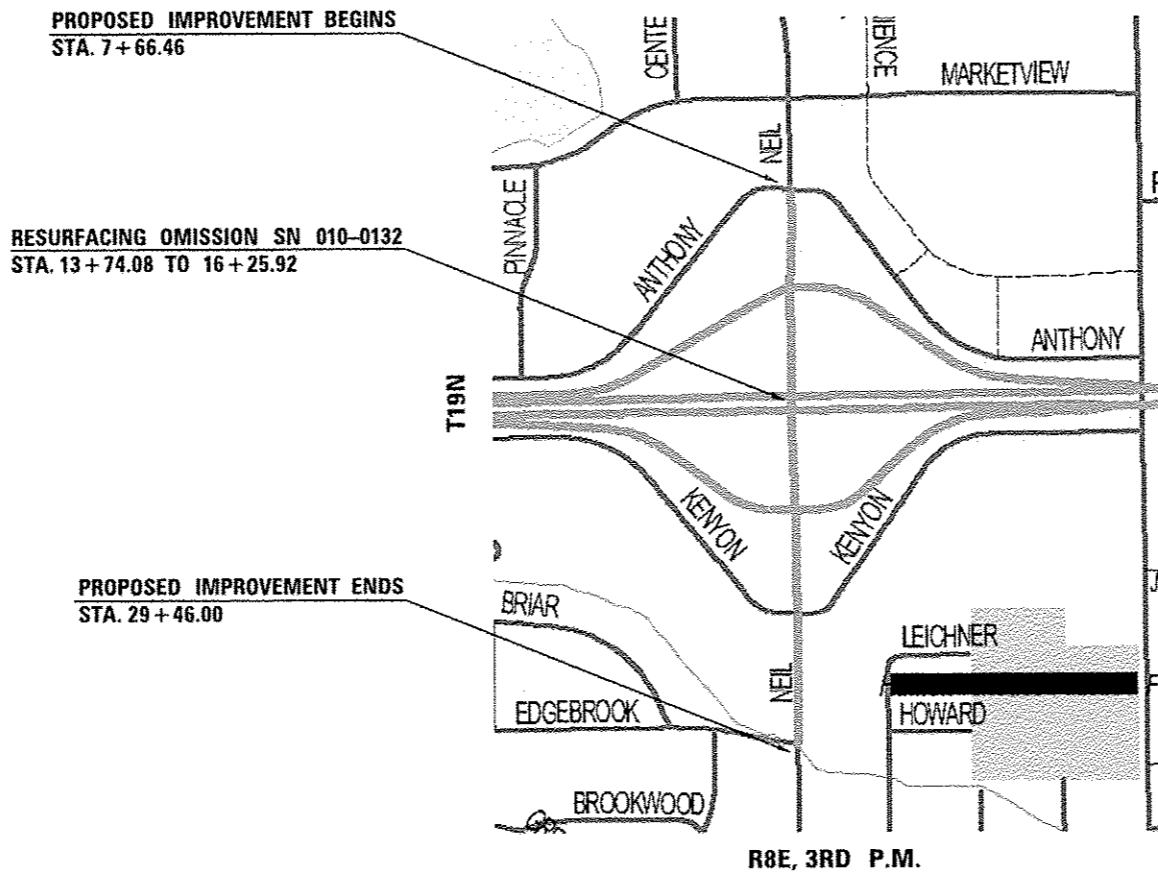 PROPOSED IMPROVEMENT BEGINS
STA. 7+66.46
CENTE
IENCE
MARKETVIEW
NEIL
PINNACLE
ANTHONY
RESURFACING OMISSION SN 010-0132
STA. 13+74.08 TO 16+25.92
ANTHONY
T19N
KENYON
KENYON
PROPOSED IMPROVEMENT ENDS
STA. 29+46.00
BRIAR
LEICHNER
NEIL
EDGEBROOK
HOWARD
BROOKWOOD
R8E, 3RD P.M.